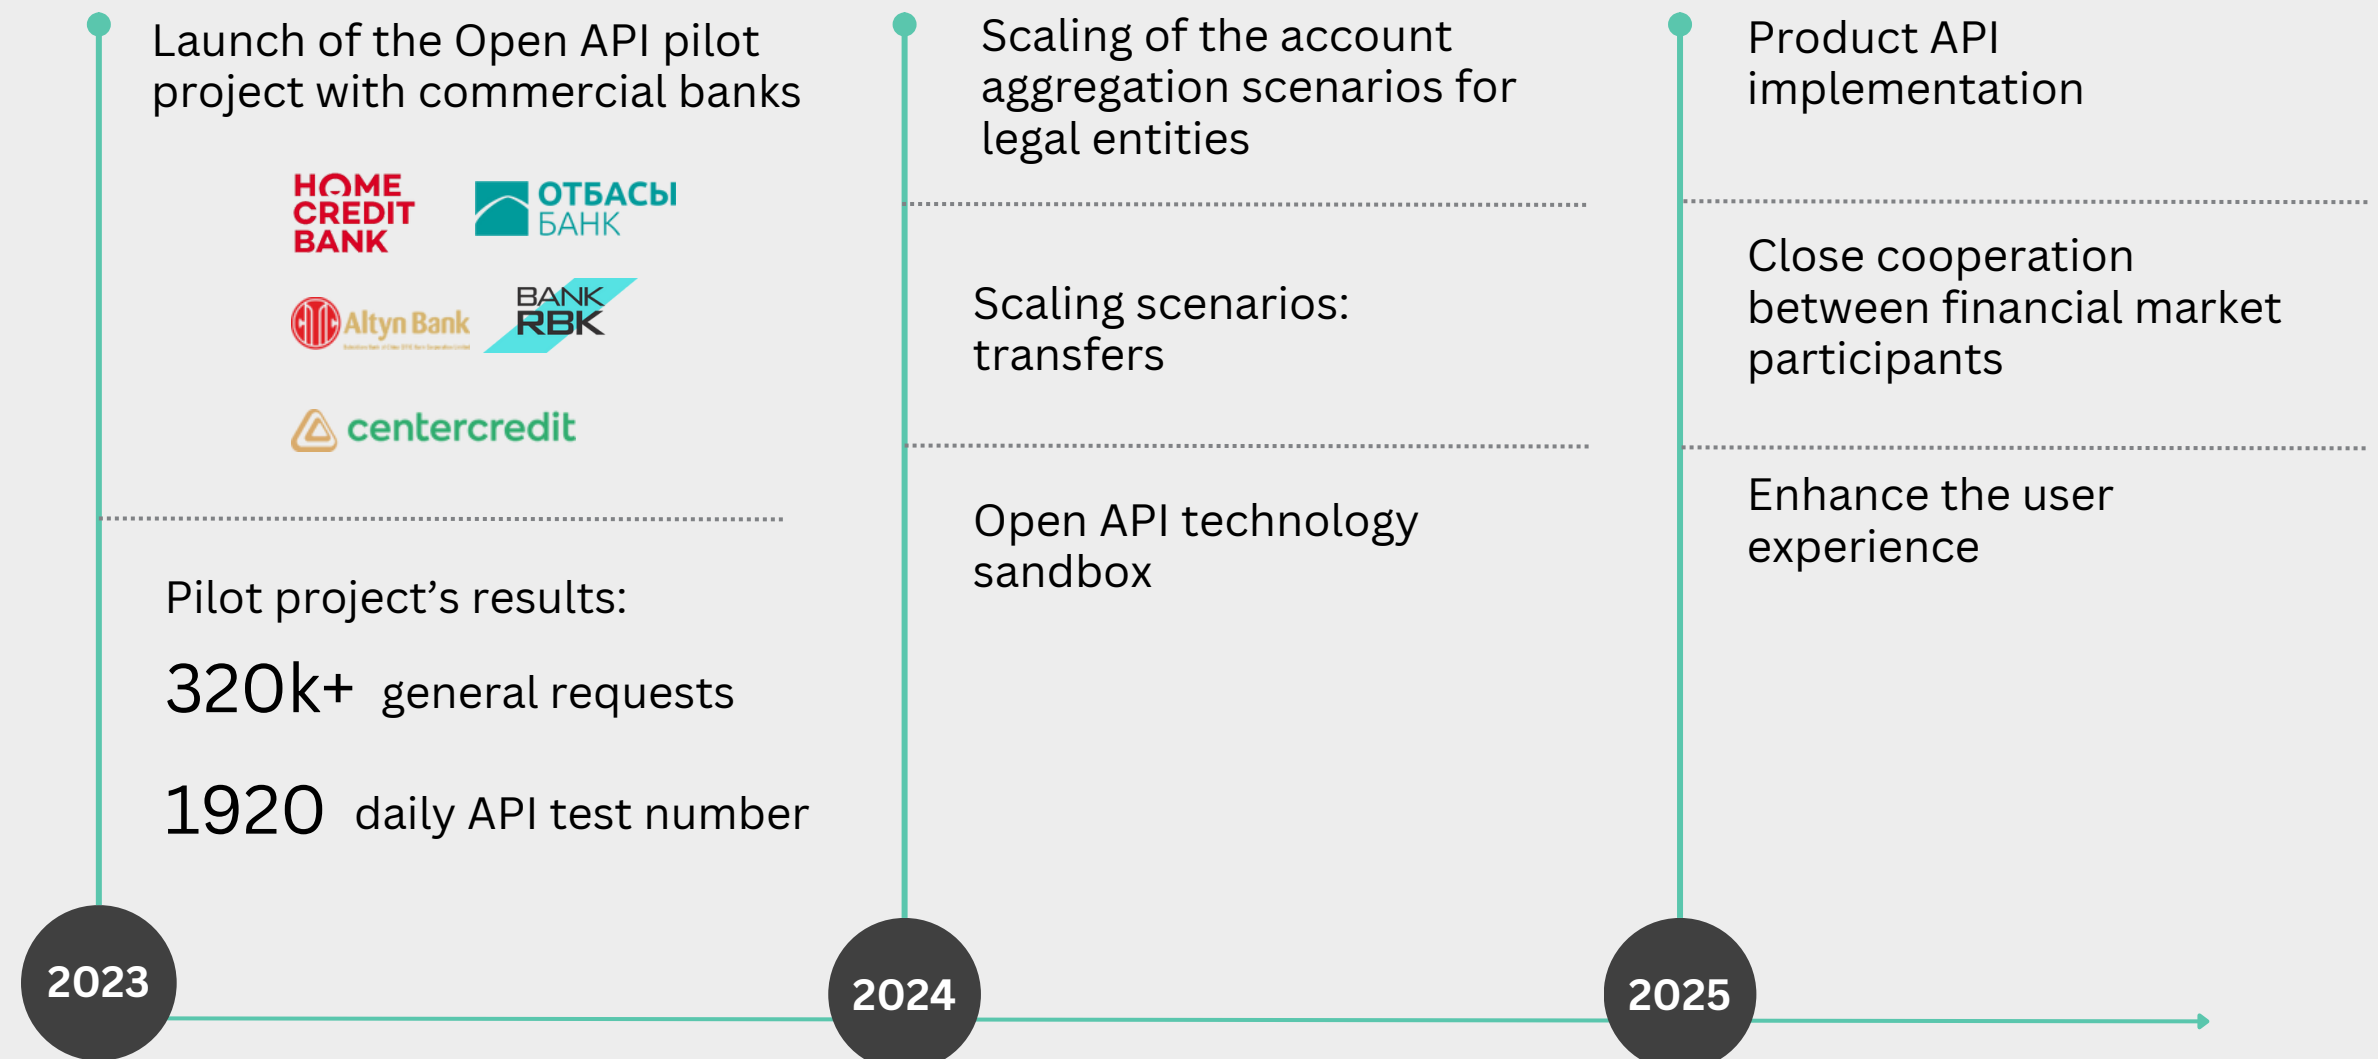 Launch of the Open API pilot
project with commercial banks
HOME
CREDIT
BANK
ОТБАСЫ
БАНК
Altyn Bank
BANK
RBK
centercredit
Pilot project’s results:
320k+ general requests
1920 daily API test number
2023
Scaling of the account
aggregation scenarios for
legal entities
Scaling scenarios:
transfers
Open API technology
sandbox
2024
Product API
implementation
Close cooperation
between financial market
participants
Enhance the user
experience
2025